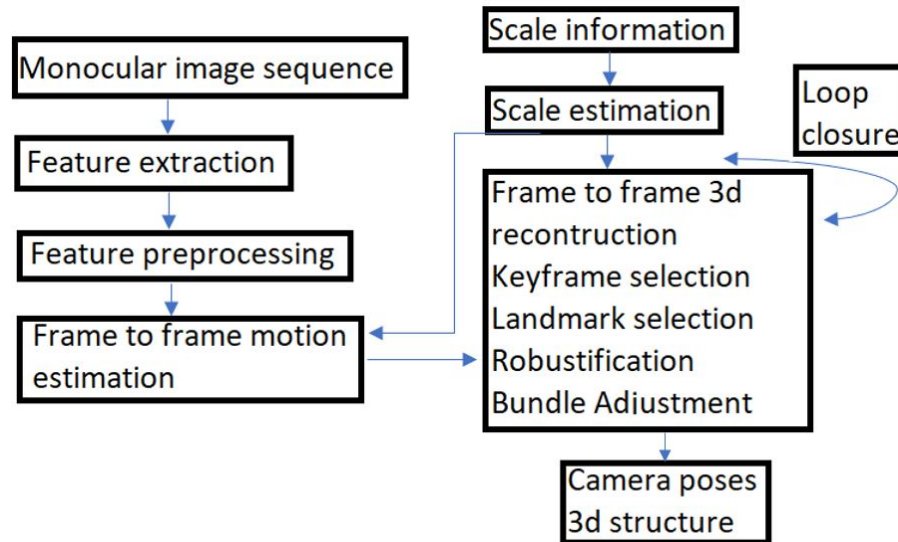 Monocular image sequence
Feature extraction
Feature preprocessing
Frame to frame motion
estimation
Scale information
Scale estimation
Loop
closure
Frame to frame 3d
recontruction
Keyframe selection
Landmark selection
Robustification
Bundle Adjustment
Camera poses
3d structure